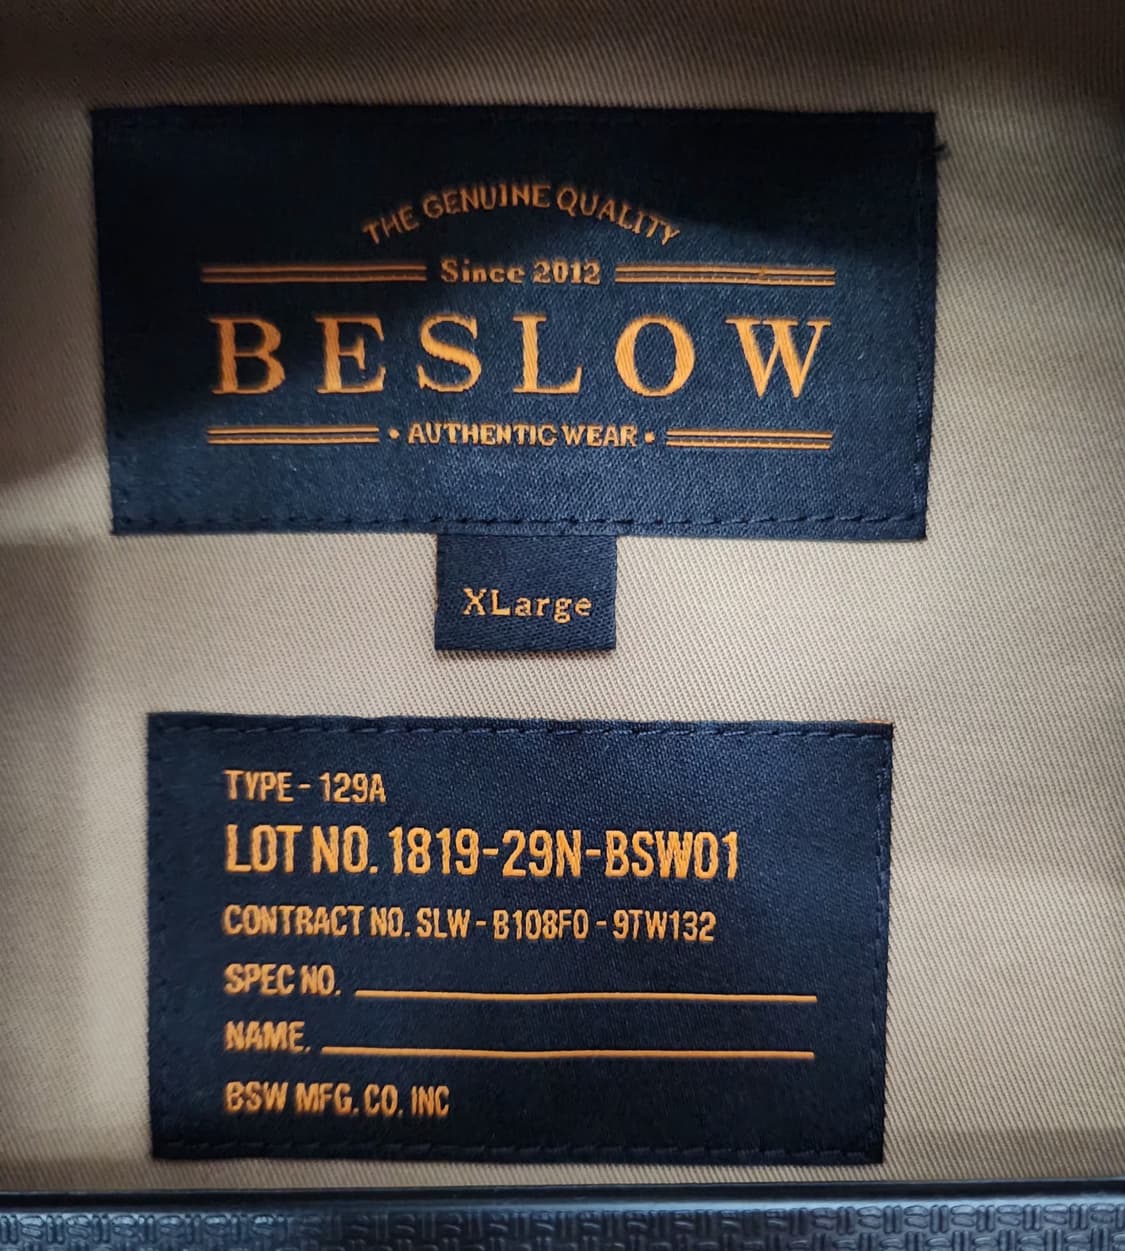 THE GENUINE QUALITY
Since 2012
BESLOW
• AUTHENTIC WEAR •
XLarge
TYPE - 129A
LOT NO. 1819-29N-BSW01
CONTRACT NO. SLW - B108F0 - 9TW132
SPEC NO.
NAME.
BSW MFG. CO. INC